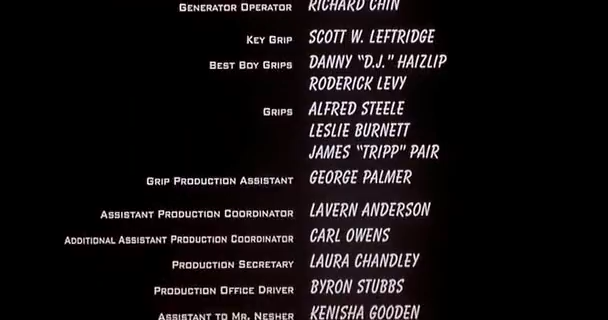 Generator Operator RICHARD CHIN
Key Grip SCOTT W. LEFTRIDGE
Best Boy Grips DANNY "D.J." HAIZLIP
RODERICK LEVY
Grips ALFRED STEELE
LESLIE BURNETT
JAMES "TRIPP" PAIR
Grip Production Assistant GEORGE PALMER
Assistant Production Coordinator LAVERN ANDERSON
Additional Assistant Production Coordinator CARL OWENS
Production Secretary LAURA CHANDLEY
Production Office Driver BYRON STUBBS
Assistant to Mr. Nesher KENISHA GOODEN